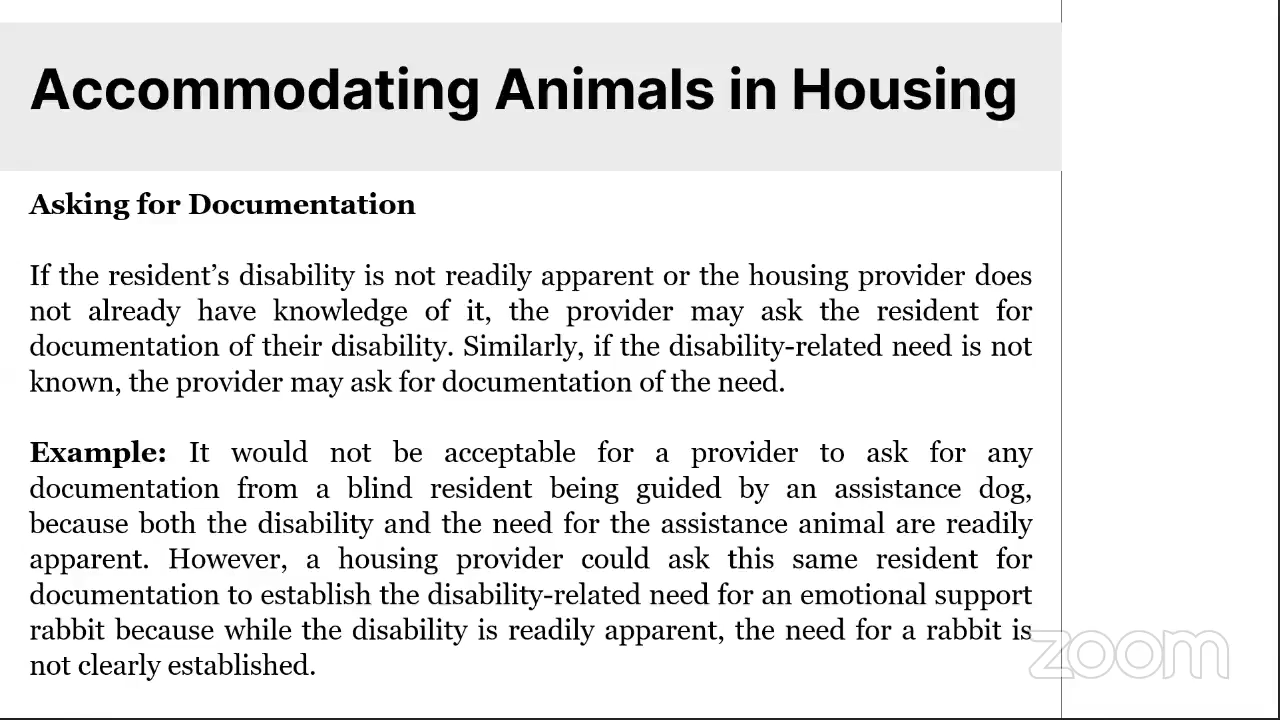 Accommodating Animals in Housing
Asking for Documentation
If the resident’s disability is not readily apparent or the housing provider does
not already have knowledge of it, the provider may ask the resident for
documentation of their disability. Similarly, if the disability-related need is not
known, the provider may ask for documentation of the need.
Example: It would not be acceptable for a provider to ask for any
documentation from a blind resident being guided by an assistance dog,
because both the disability and the need for the assistance animal are readily
apparent. However, a housing provider could ask this same resident for
documentation to establish the disability-related need for an emotional support
rabbit because while the disability is readily apparent, the need for a rabbit is
not clearly established.
zoom